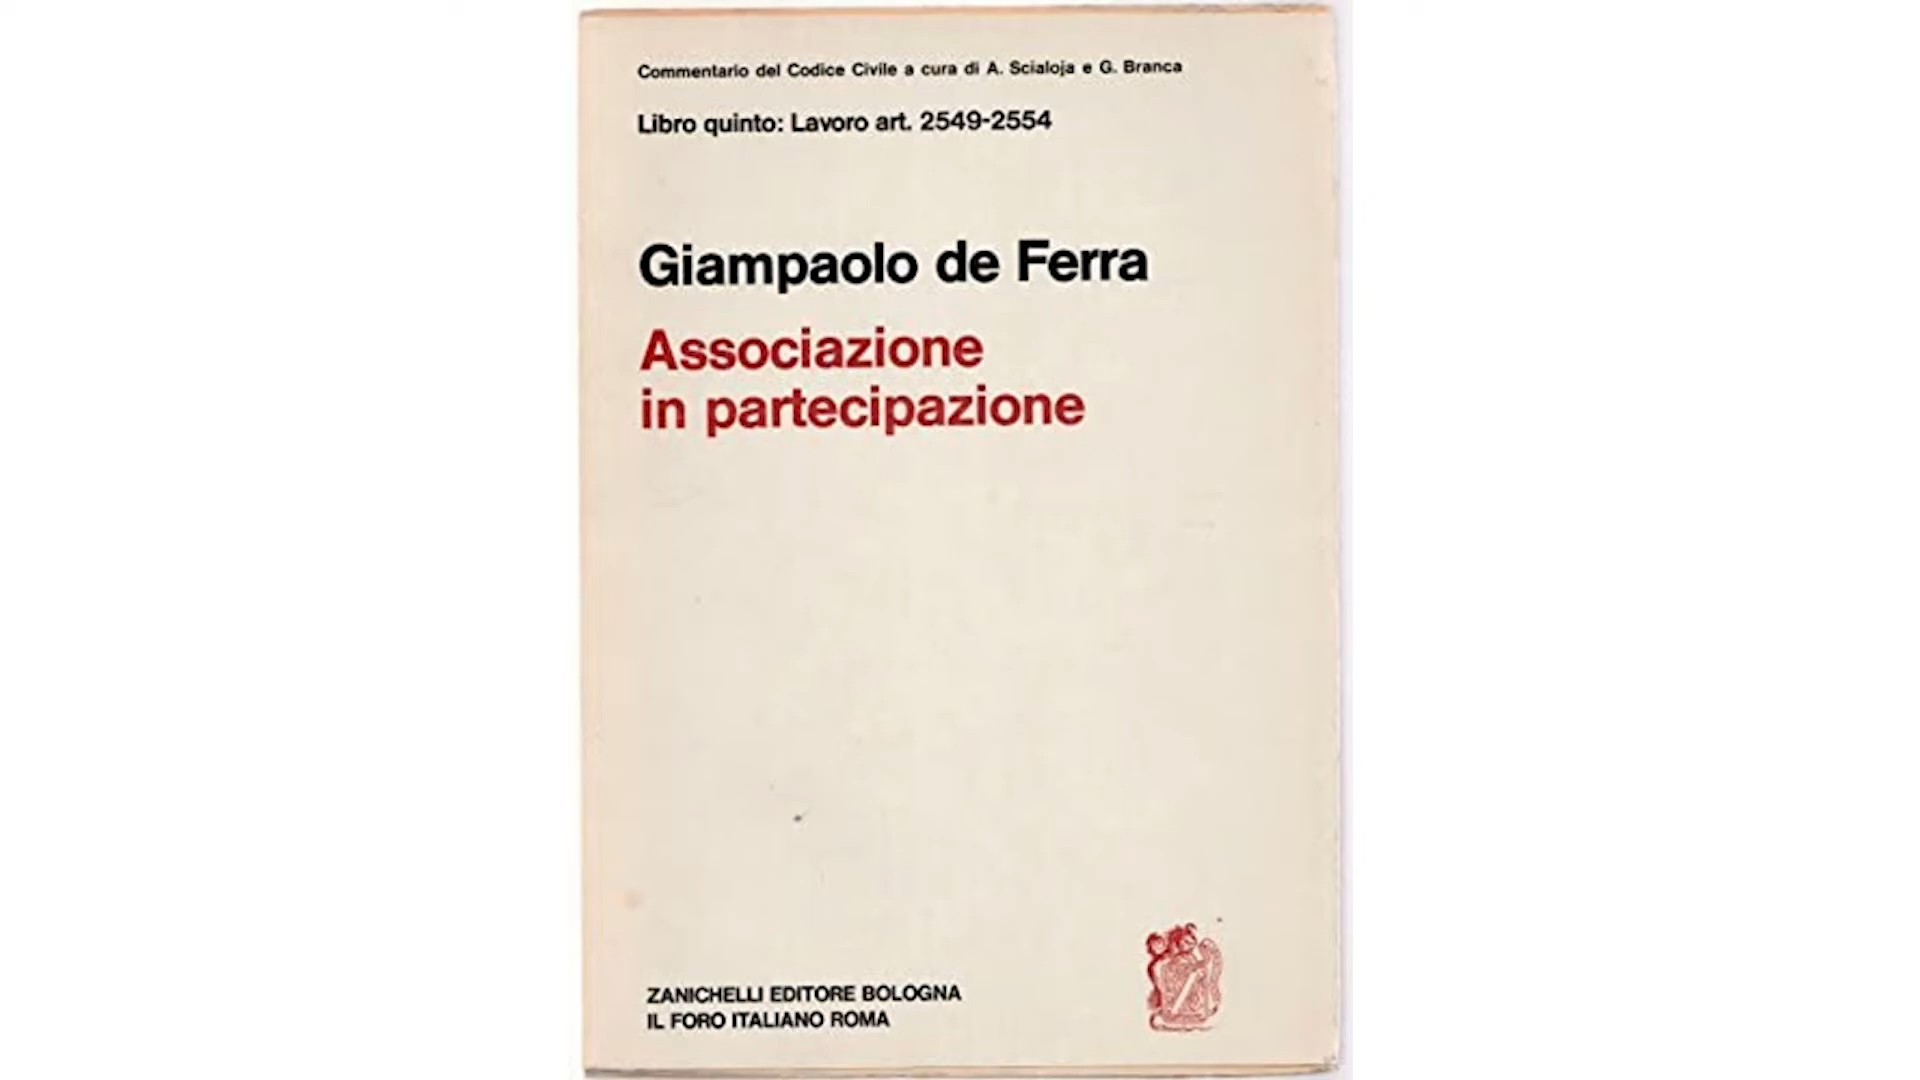 Commentario del Codice Civile a cura di A. Scialoja e G. Branca
Libro quinto: Lavoro art. 2549-2554
Giampaolo de Ferra
Associazione
in partecipazione
ZANICHELLI EDITORE BOLOGNA
IL FORO ITALIANO ROMA